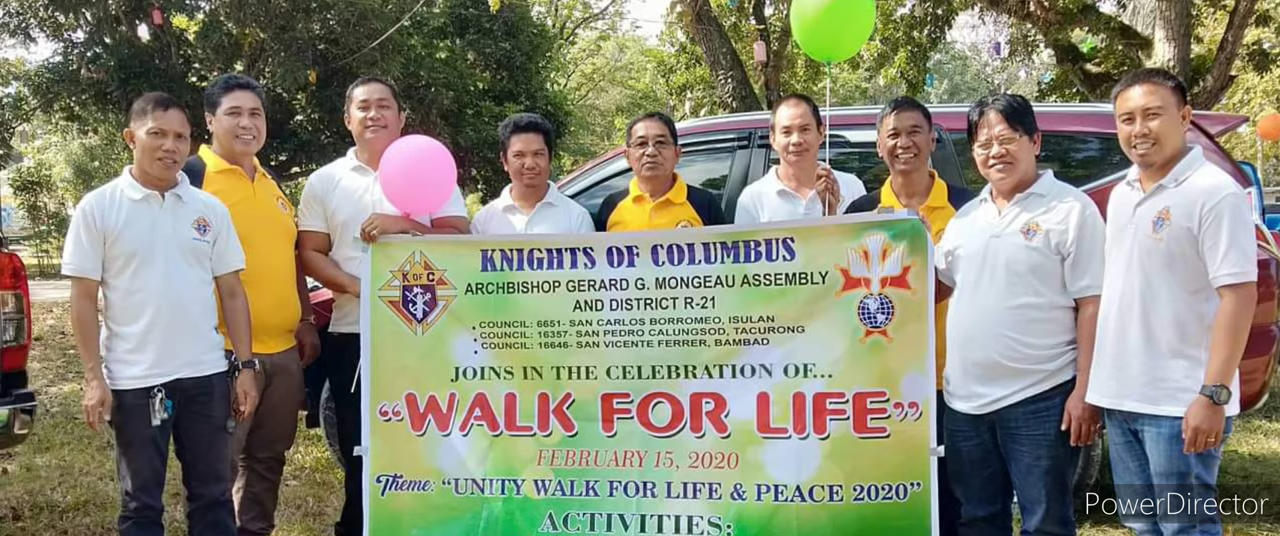 KNIGHTS OF COLUMBUS
K OF C
ARCHBISHOP GERARD G. MONGEAU ASSEMBLY
AND DISTRICT R-21
• COUNCIL: 6651- SAN CARLOS BORROMEO, ISULAN
• COUNCIL: 16357- SAN PEDRO CALUNGSOD, TACURONG
• COUNCIL: 16646- SAN VICENTE FERRER, BAMBAD
JOINS IN THE CELEBRATION OF...
“WALK FOR LIFE”
FEBRUARY 15, 2020
Theme: “UNITY WALK FOR LIFE & PEACE 2020”
ACTIVITIES:
PowerDirector